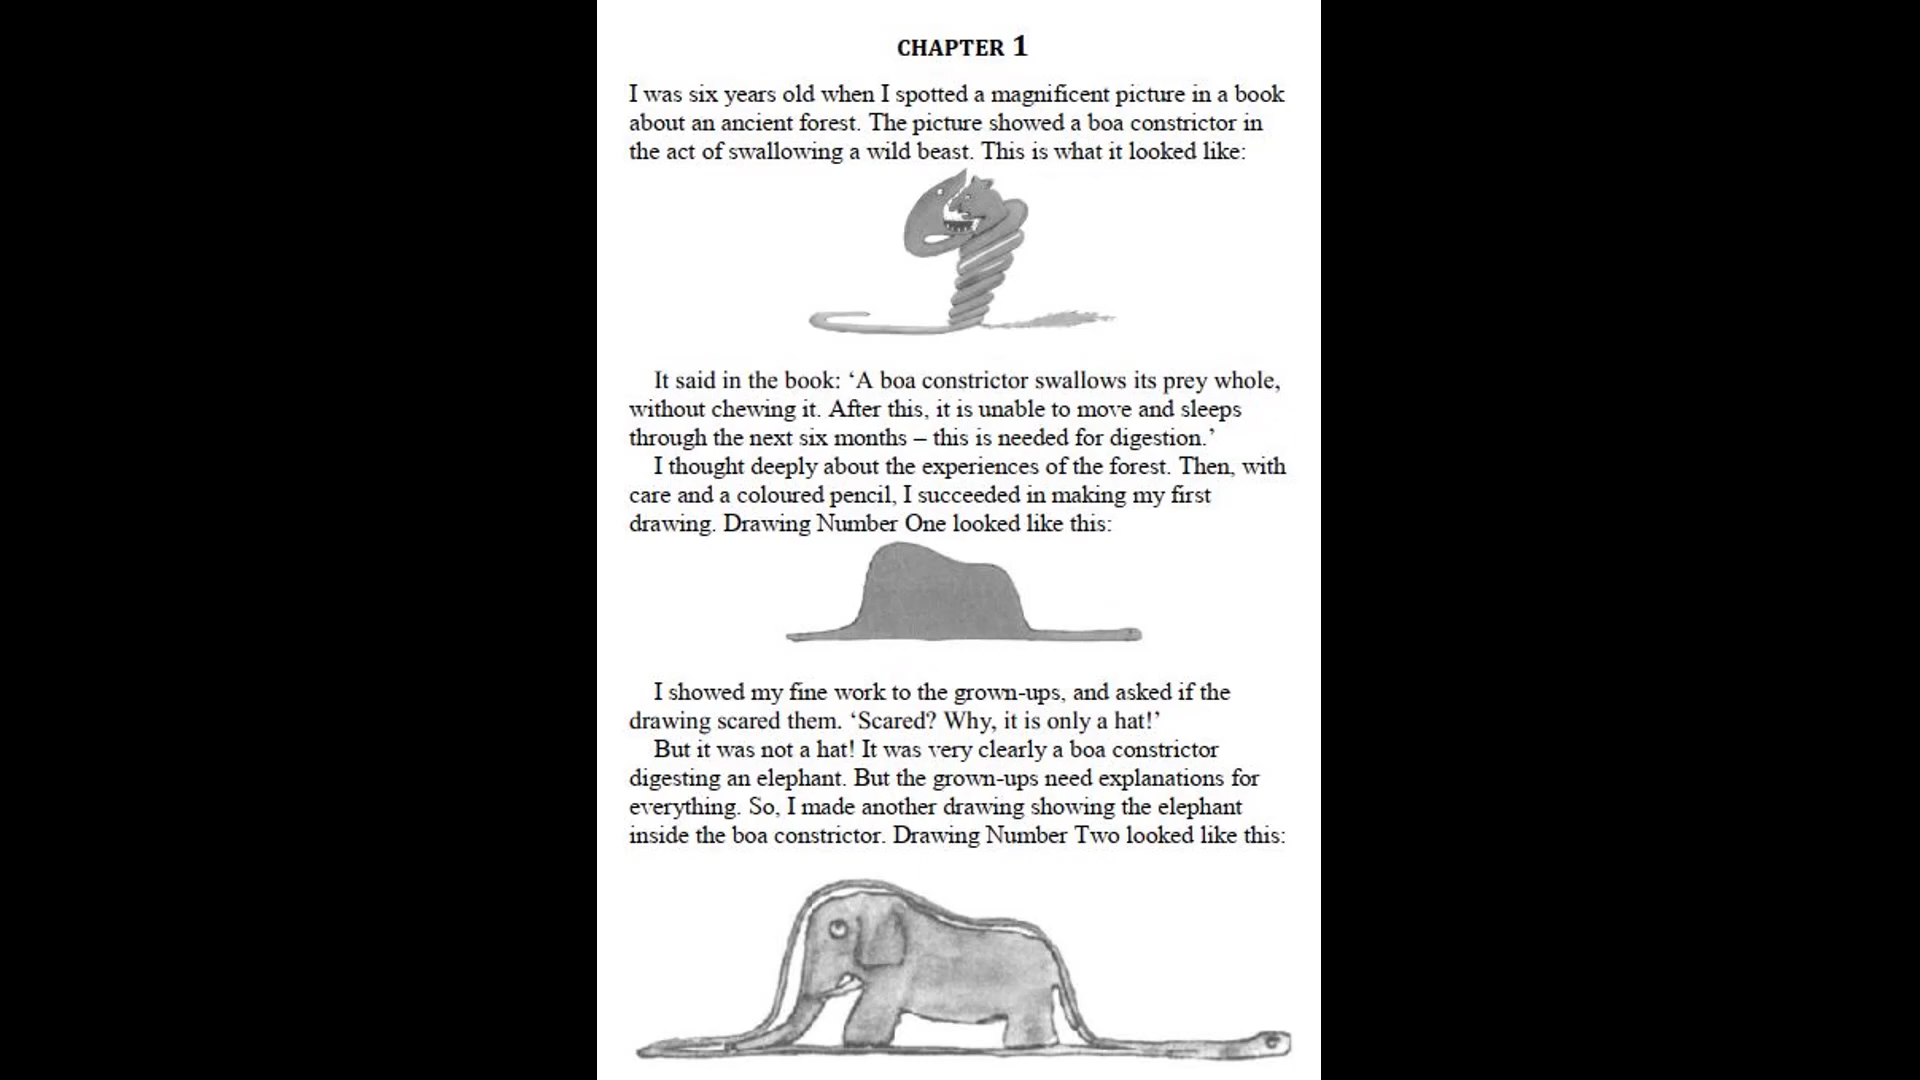 CHAPTER 1
I was six years old when I spotted a magnificent picture in a book
about an ancient forest. The picture showed a boa constrictor in
the act of swallowing a wild beast. This is what it looked like:
It said in the book: ‘A boa constrictor swallows its prey whole,
without chewing it. After this, it is unable to move and sleeps
through the next six months – this is needed for digestion.’
I thought deeply about the experiences of the forest. Then, with
care and a coloured pencil, I succeeded in making my first
drawing. Drawing Number One looked like this:
I showed my fine work to the grown-ups, and asked if the
drawing scared them. ‘Scared? Why, it is only a hat!’
But it was not a hat! It was very clearly a boa constrictor
digesting an elephant. But the grown-ups need explanations for
everything. So, I made another drawing showing the elephant
inside the boa constrictor. Drawing Number Two looked like this: